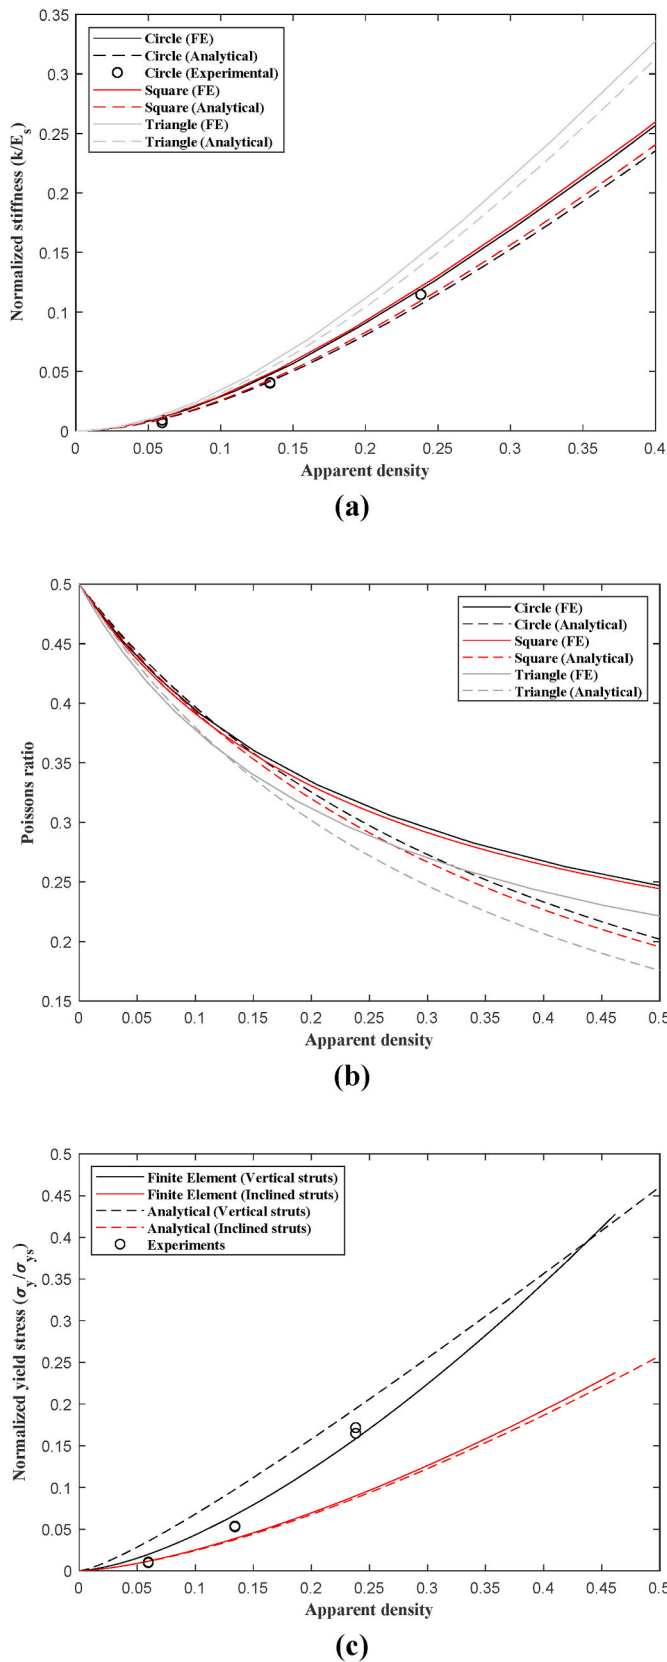 0.35
0.3
0.25
0.2
0.15
0.1
0.05
0
Normalized stiffness (k/Es)
Circle (FE)
Circle (Analytical)
Circle (Experimental)
Square (FE)
Square (Analytical)
Triangle (FE)
Triangle (Analytical)
0 0.05 0.1 0.15 0.2 0.25 0.3 0.35 0.4
Apparent density
(a)
0.5
0.45
0.4
0.35
0.3
0.25
0.2
0.15
Poissons ratio
Circle (FE)
Circle (Analytical)
Square (FE)
Square (Analytical)
Triangle (FE)
Triangle (Analytical)
0 0.05 0.1 0.15 0.2 0.25 0.3 0.35 0.4 0.45 0.5
Apparent density
(b)
0.5
0.45
0.4
0.35
0.3
0.25
0.2
0.15
0.1
0.05
0
Normalized yield stress (σy/σys)
Finite Element (Vertical struts)
Finite Element (Inclined struts)
Analytical (Vertical struts)
Analytical (Inclined struts)
Experiments
0 0.05 0.1 0.15 0.2 0.25 0.3 0.35 0.4 0.45 0.5
Apparent density
(c)